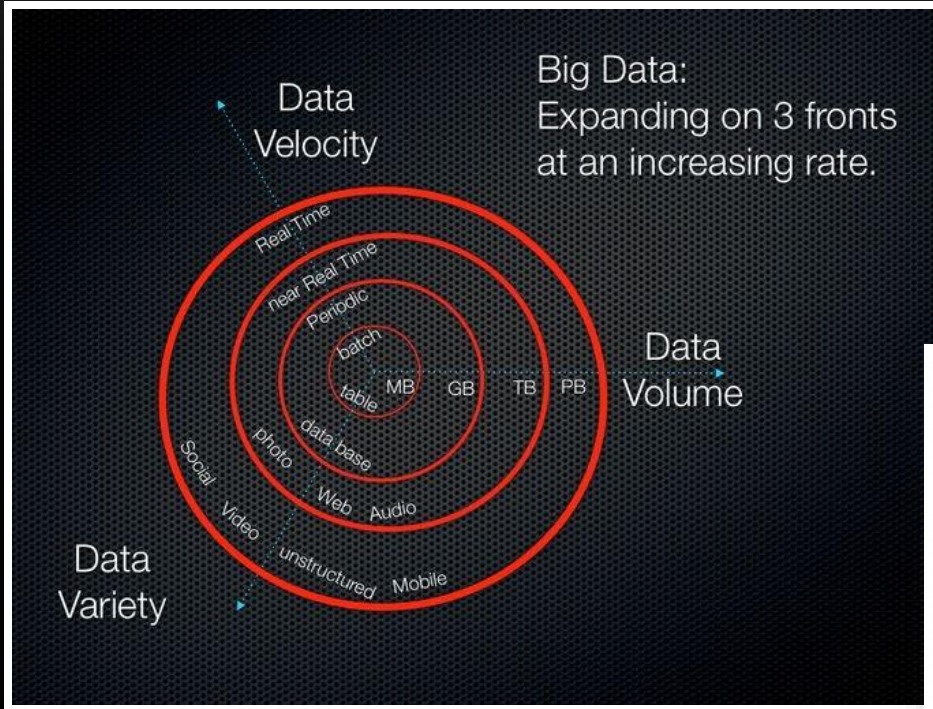 Big Data:
Expanding on 3 fronts
at an increasing rate.
Data
Velocity
Real Time
near Real Time
Periodic
batch
table
MB
GB
TB
PB
Data
Volume
data base
photo
Web
Audio
Social
Video
unstructured
Mobile
Data
Variety